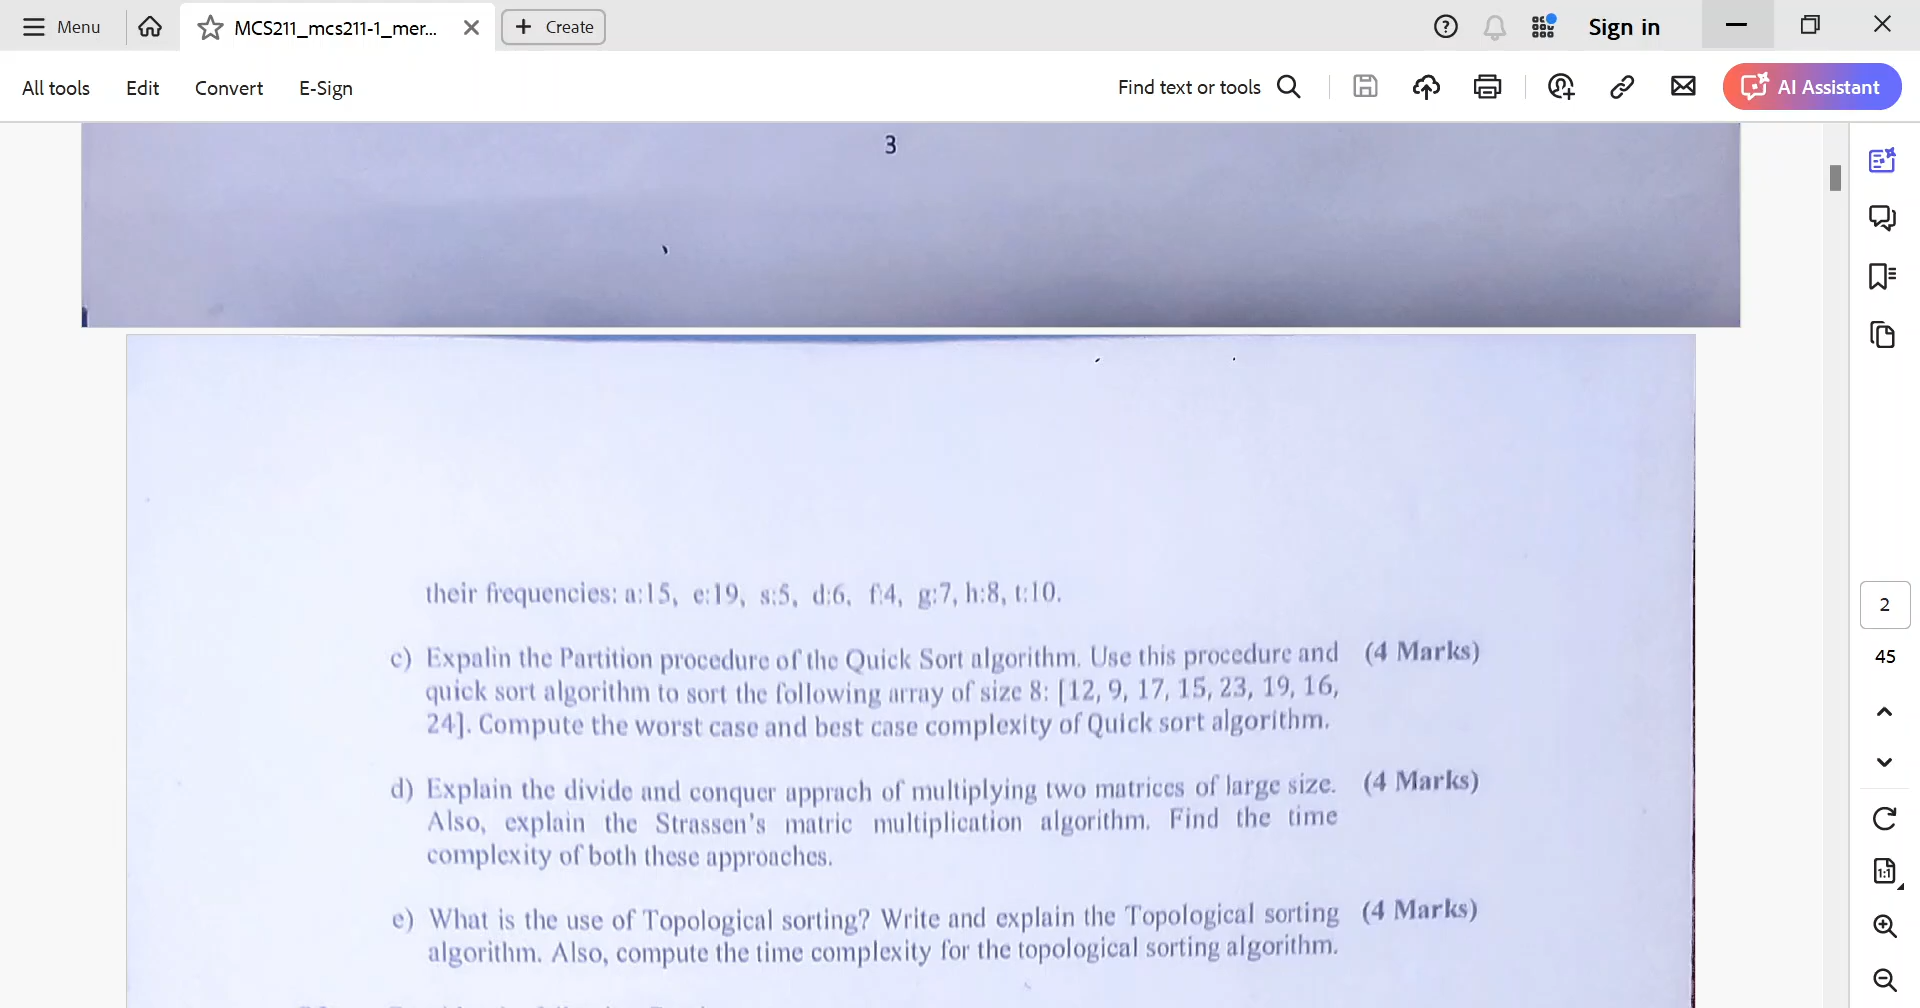 Menu
MCS211_mcs211-1_mer...
Create
Sign in
All tools
Edit
Convert
E-Sign
Find text or tools
AI Assistant
3
their frequencies: a:15, e:19, s:5, d:6, f:4, g:7, h:8, t:10.
c) Expalin the Partition procedure of the Quick Sort algorithm. Use this procedure and (4 Marks)
quick sort algorithm to sort the following array of size 8: [12, 9, 17, 15, 23, 19, 16,
24]. Compute the worst case and best case complexity of Quick sort algorithm.
d) Explain the divide and conquer apprach of multiplying two matrices of large size. (4 Marks)
Also, explain the Strassen's matric multiplication algorithm. Find the time
complexity of both these approaches.
e) What is the use of Topological sorting? Write and explain the Topological sorting (4 Marks)
algorithm. Also, compute the time complexity for the topological sorting algorithm.
2
45
1:1